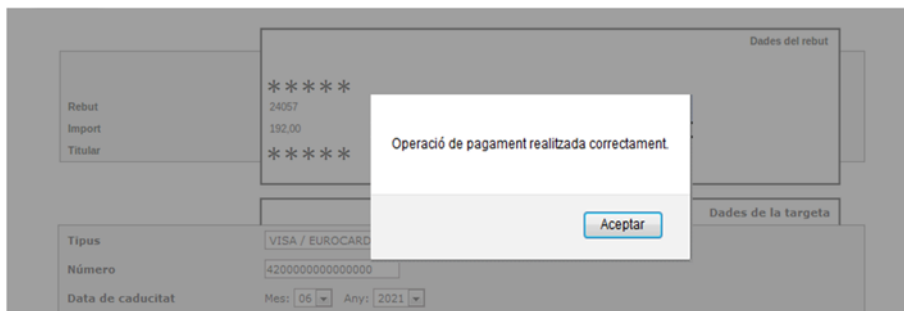 Dades del rebut
*****
Rebut 24057
Import 192,00
Titular *****
Operació de pagament realitzada correctament.
Aceptar
Dades de la targeta
Tipus VISA / EUROCARD
Número 4200000000000000
Data de caducitat Mes: 06 Any: 2021